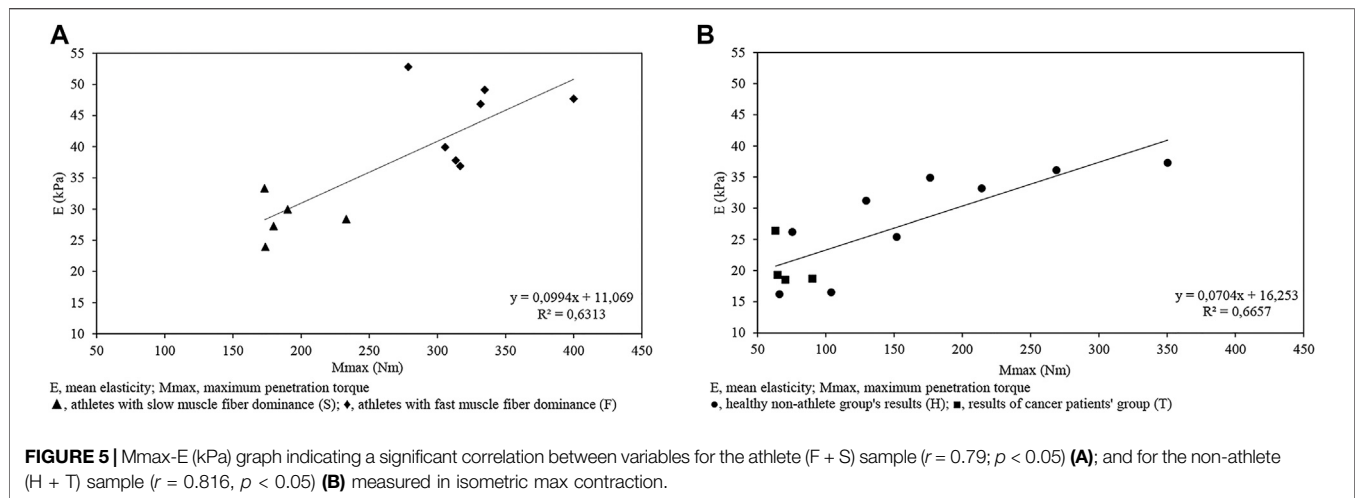 A
55
50
45
40
35
30
25
20
15
10
E (kPa)
50 100 150 200 250 300 350 400 450
Mmax (Nm)
y = 0,0994x + 11,069
R² = 0,6313
E, mean elasticity; Mmax, maximum penetration torque
▲, athletes with slow muscle fiber dominance (S); ♦, athletes with fast muscle fiber dominance (F)
B
55
50
45
40
35
30
25
20
15
10
E (kPa)
50 100 150 200 250 300 350 400 450
Mmax (Nm)
y = 0,0704x + 16,253
R² = 0,6657
E, mean elasticity; Mmax, maximum penetration torque
●, healthy non-athlete group's results (H); ■, results of cancer patients' group (T)
FIGURE 5 | Mmax-E (kPa) graph indicating a significant correlation between variables for the athlete (F + S) sample (r = 0.79; p < 0.05) (A); and for the non-athlete
(H + T) sample (r = 0.816, p < 0.05) (B) measured in isometric max contraction.